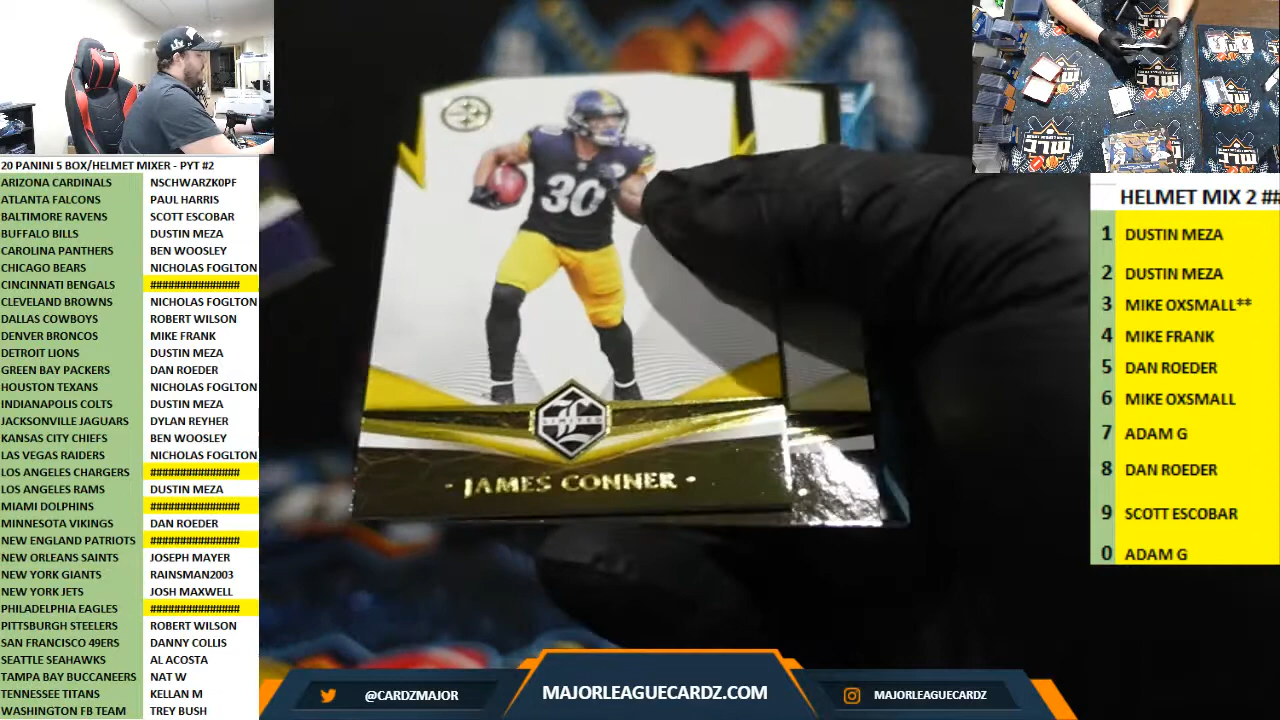 20 PANINI 5 BOX/HELMET MIXER - PYT #2
ARIZONA CARDINALS NSCHWARZK0PF
ATLANTA FALCONS PAUL HARRIS
BALTIMORE RAVENS SCOTT ESCOBAR
BUFFALO BILLS DUSTIN MEZA
CAROLINA PANTHERS BEN WOOSLEY
CHICAGO BEARS NICHOLAS FOGLTON
CINCINNATI BENGALS ###############
CLEVELAND BROWNS NICHOLAS FOGLTON
DALLAS COWBOYS ROBERT WILSON
DENVER BRONCOS MIKE FRANK
DETROIT LIONS DUSTIN MEZA
GREEN BAY PACKERS DAN ROEDER
HOUSTON TEXANS NICHOLAS FOGLTON
INDIANAPOLIS COLTS DUSTIN MEZA
JACKSONVILLE JAGUARS DYLAN REYHER
KANSAS CITY CHIEFS BEN WOOSLEY
LAS VEGAS RAIDERS NICHOLAS FOGLTON
LOS ANGELES CHARGERS ###############
LOS ANGELES RAMS DUSTIN MEZA
MIAMI DOLPHINS ###############
MINNESOTA VIKINGS DAN ROEDER
NEW ENGLAND PATRIOTS ###############
NEW ORLEANS SAINTS JOSEPH MAYER
NEW YORK GIANTS RAINSMAN2003
NEW YORK JETS JOSH MAXWELL
PHILADELPHIA EAGLES ###############
PITTSBURGH STEELERS ROBERT WILSON
SAN FRANCISCO 49ERS DANNY COLLIS
SEATTLE SEAHAWKS AL ACOSTA
TAMPA BAY BUCCANEERS NAT W
TENNESSEE TITANS KELLAN M
WASHINGTON FB TEAM TREY BUSH
30
LIMITED
· JAMES CONNER ·
HELMET MIX 2 ##
1 DUSTIN MEZA
2 DUSTIN MEZA
3 MIKE OXSMALL**
4 MIKE FRANK
5 DAN ROEDER
6 MIKE OXSMALL
7 ADAM G
8 DAN ROEDER
9 SCOTT ESCOBAR
0 ADAM G
@CARDZMAJOR
MAJORLEAGUECARDZ.COM
MAJORLEAGUECARDZ